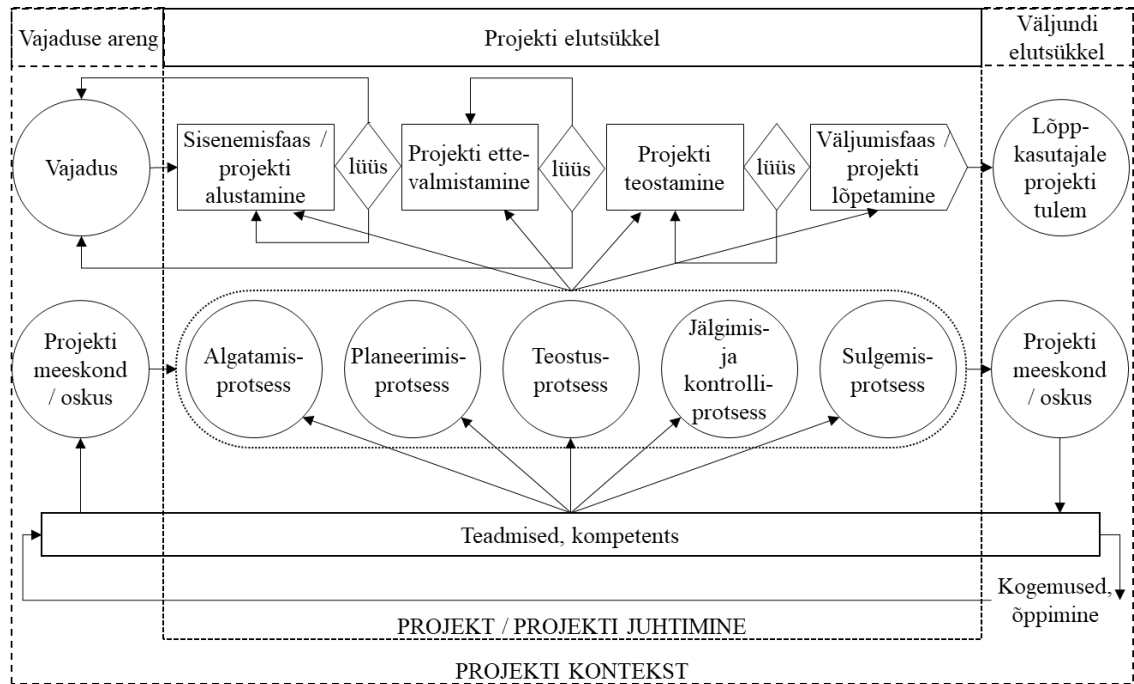 Vajaduse areng
Projekti elutsükkel
Väljundi
elutsükkel
Vajadus
Sisenemisfaas /
projekti
alustamine
lüüs
Projekti ette-
valmistamine
lüüs
Projekti
teostamine
lüüs
Väljumisfaas /
projekti
lõpetamine
Lõpp-
kasutajale
projekti
tulem
Projekti
meeskond
/ oskus
Algatamis-
protsess
Planeerimis-
protsess
Teostus-
protsess
Jälgimis-
ja
kontrolli-
protsess
Sulgemis-
protsess
Projekti
meeskond
/ oskus
Teadmised, kompetents
Kogemused,
õppimine
PROJEKT / PROJEKTI JUHTIMINE
PROJEKTI KONTEKST